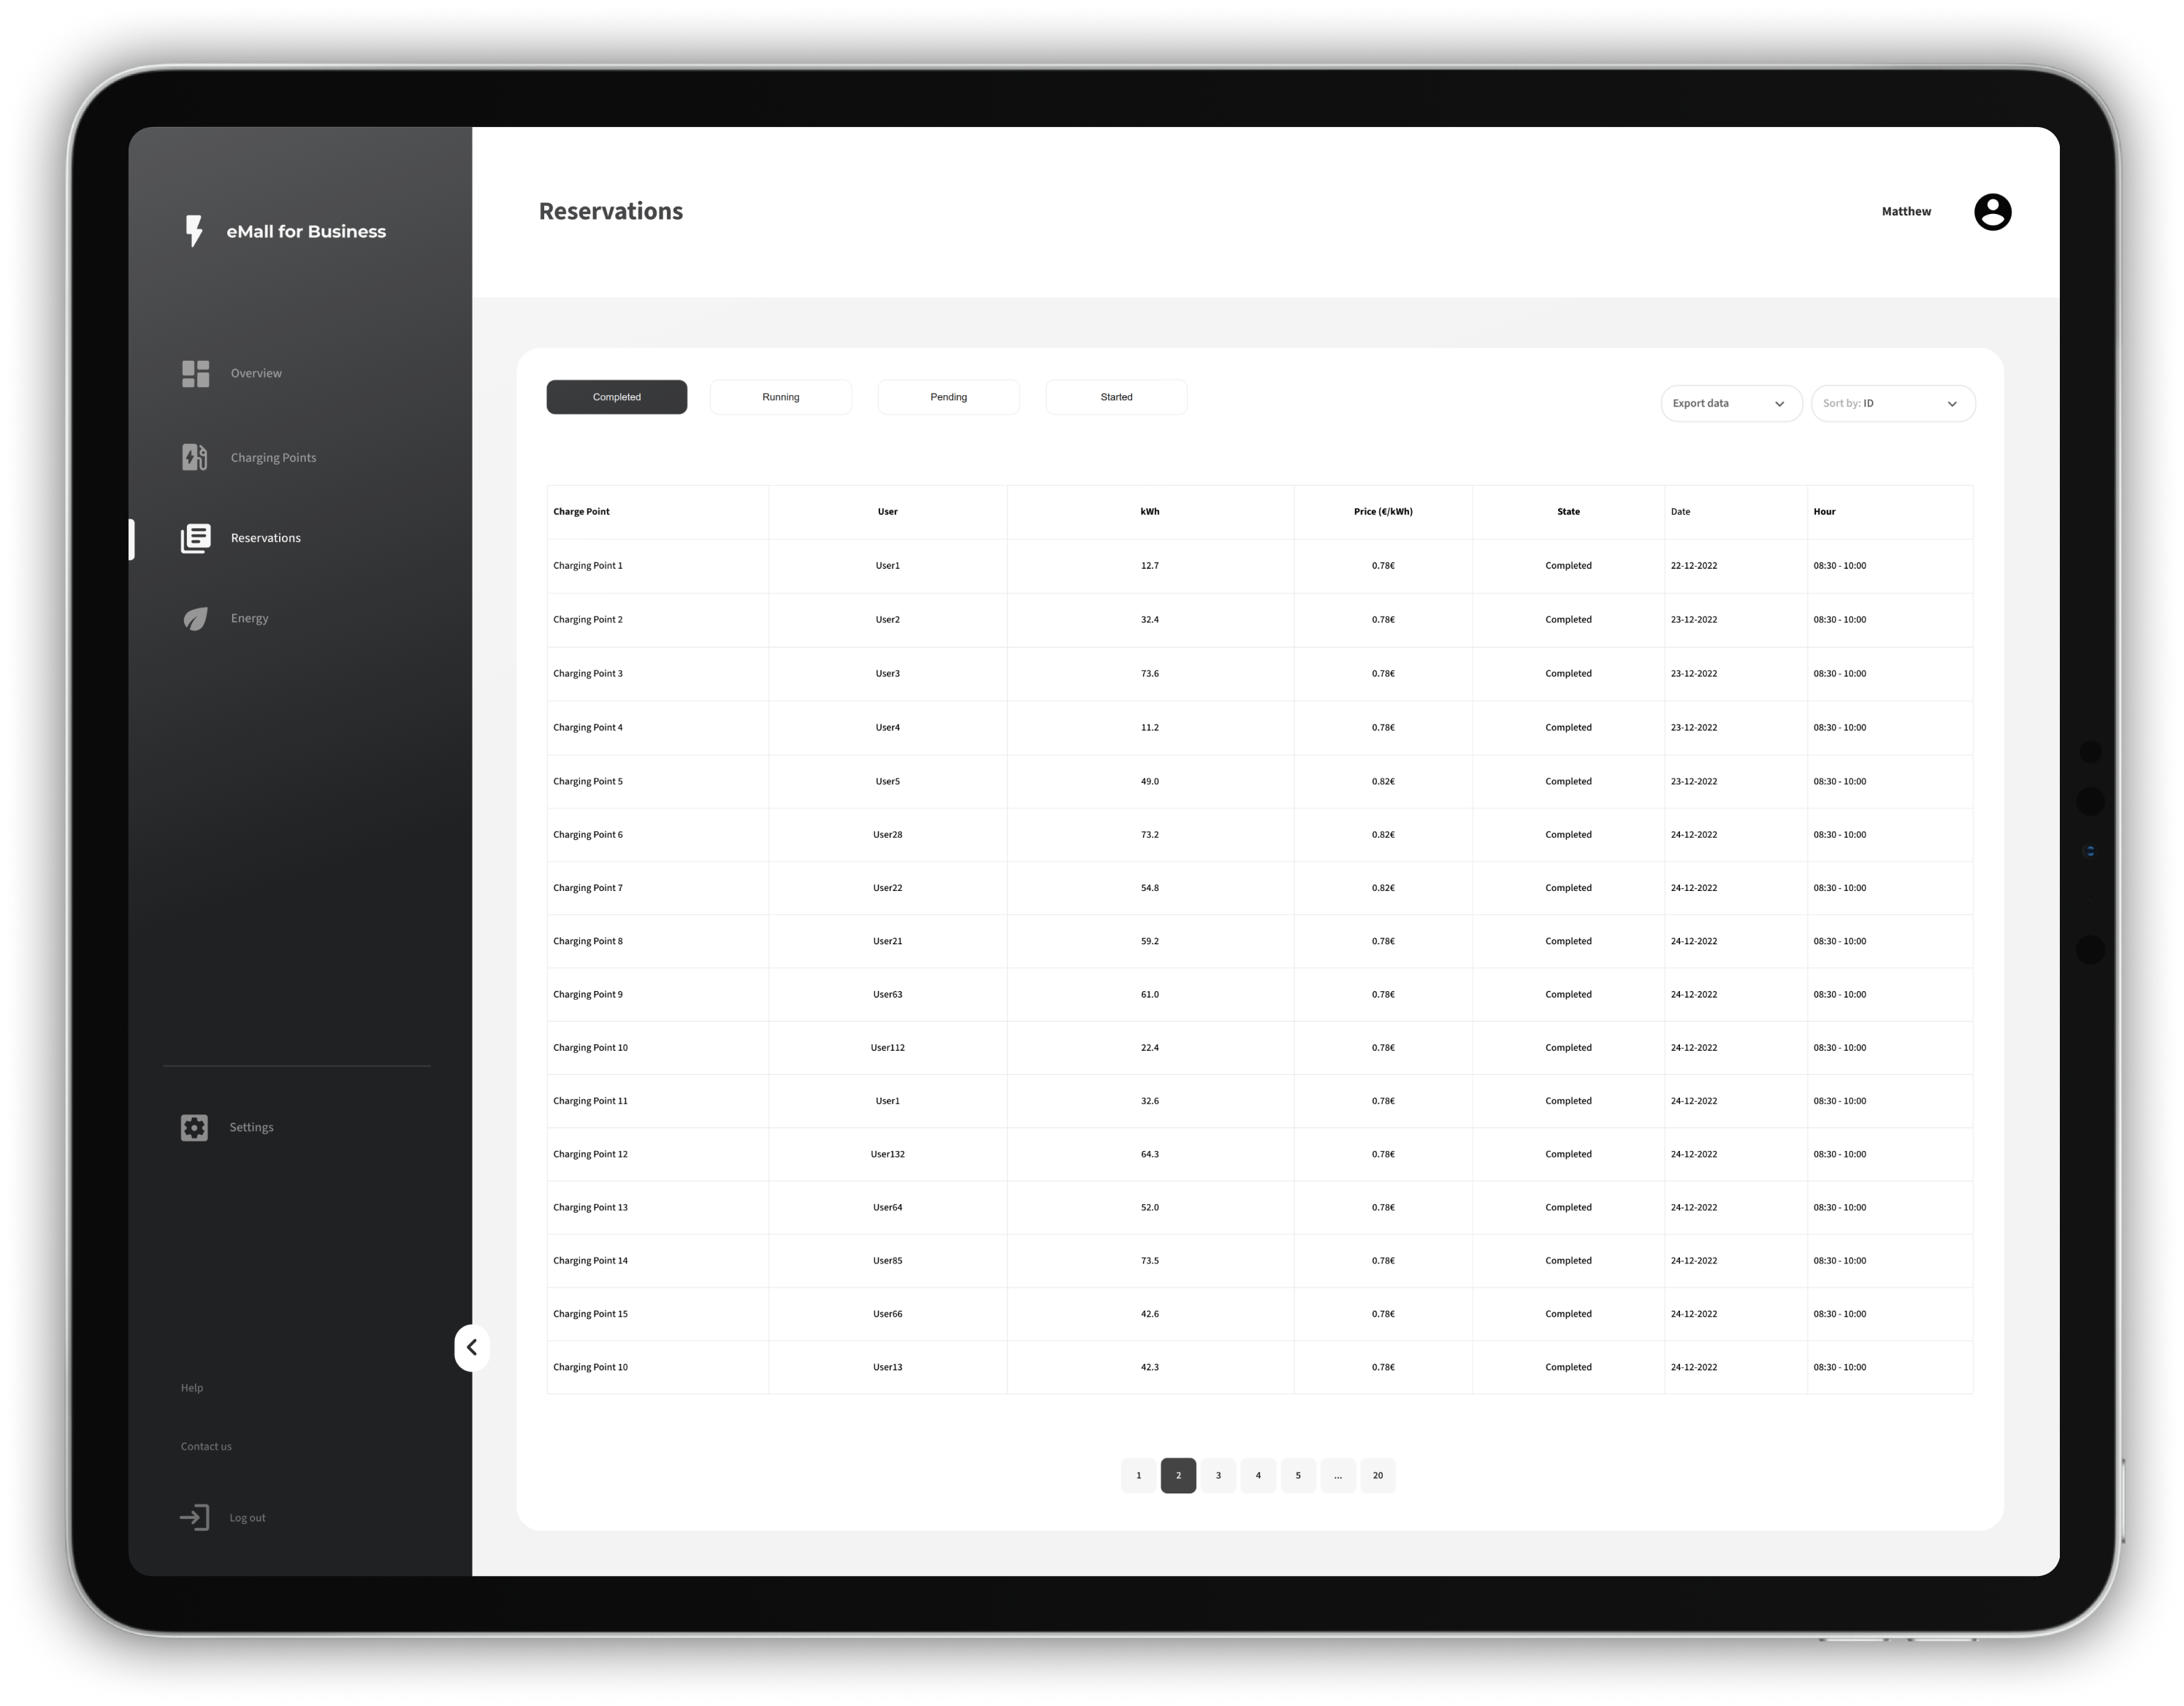 eMall for Business
Overview
Charging Points
Reservations
Energy
Settings
Help
Contact us
Log out
Reservations
Matthew
Completed Running Pending Started
Export data Sort by: ID
Charge Point User kWh Price (€/kWh) State Date Hour
Charging Point 1 User1 12.7 0.78€ Completed 22-12-2022 08:30 - 10:00
Charging Point 2 User2 32.4 0.78€ Completed 23-12-2022 08:30 - 10:00
Charging Point 3 User3 73.6 0.78€ Completed 23-12-2022 08:30 - 10:00
Charging Point 4 User4 11.2 0.78€ Completed 23-12-2022 08:30 - 10:00
Charging Point 5 User5 49.0 0.82€ Completed 23-12-2022 08:30 - 10:00
Charging Point 6 User28 73.2 0.82€ Completed 24-12-2022 08:30 - 10:00
Charging Point 7 User22 54.8 0.82€ Completed 24-12-2022 08:30 - 10:00
Charging Point 8 User21 59.2 0.78€ Completed 24-12-2022 08:30 - 10:00
Charging Point 9 User63 61.0 0.78€ Completed 24-12-2022 08:30 - 10:00
Charging Point 10 User112 22.4 0.78€ Completed 24-12-2022 08:30 - 10:00
Charging Point 11 User1 32.6 0.78€ Completed 24-12-2022 08:30 - 10:00
Charging Point 12 User132 64.3 0.78€ Completed 24-12-2022 08:30 - 10:00
Charging Point 13 User64 52.0 0.78€ Completed 24-12-2022 08:30 - 10:00
Charging Point 14 User85 73.5 0.78€ Completed 24-12-2022 08:30 - 10:00
Charging Point 15 User66 42.6 0.78€ Completed 24-12-2022 08:30 - 10:00
Charging Point 10 User13 42.3 0.78€ Completed 24-12-2022 08:30 - 10:00
1 2 3 4 5 ... 20